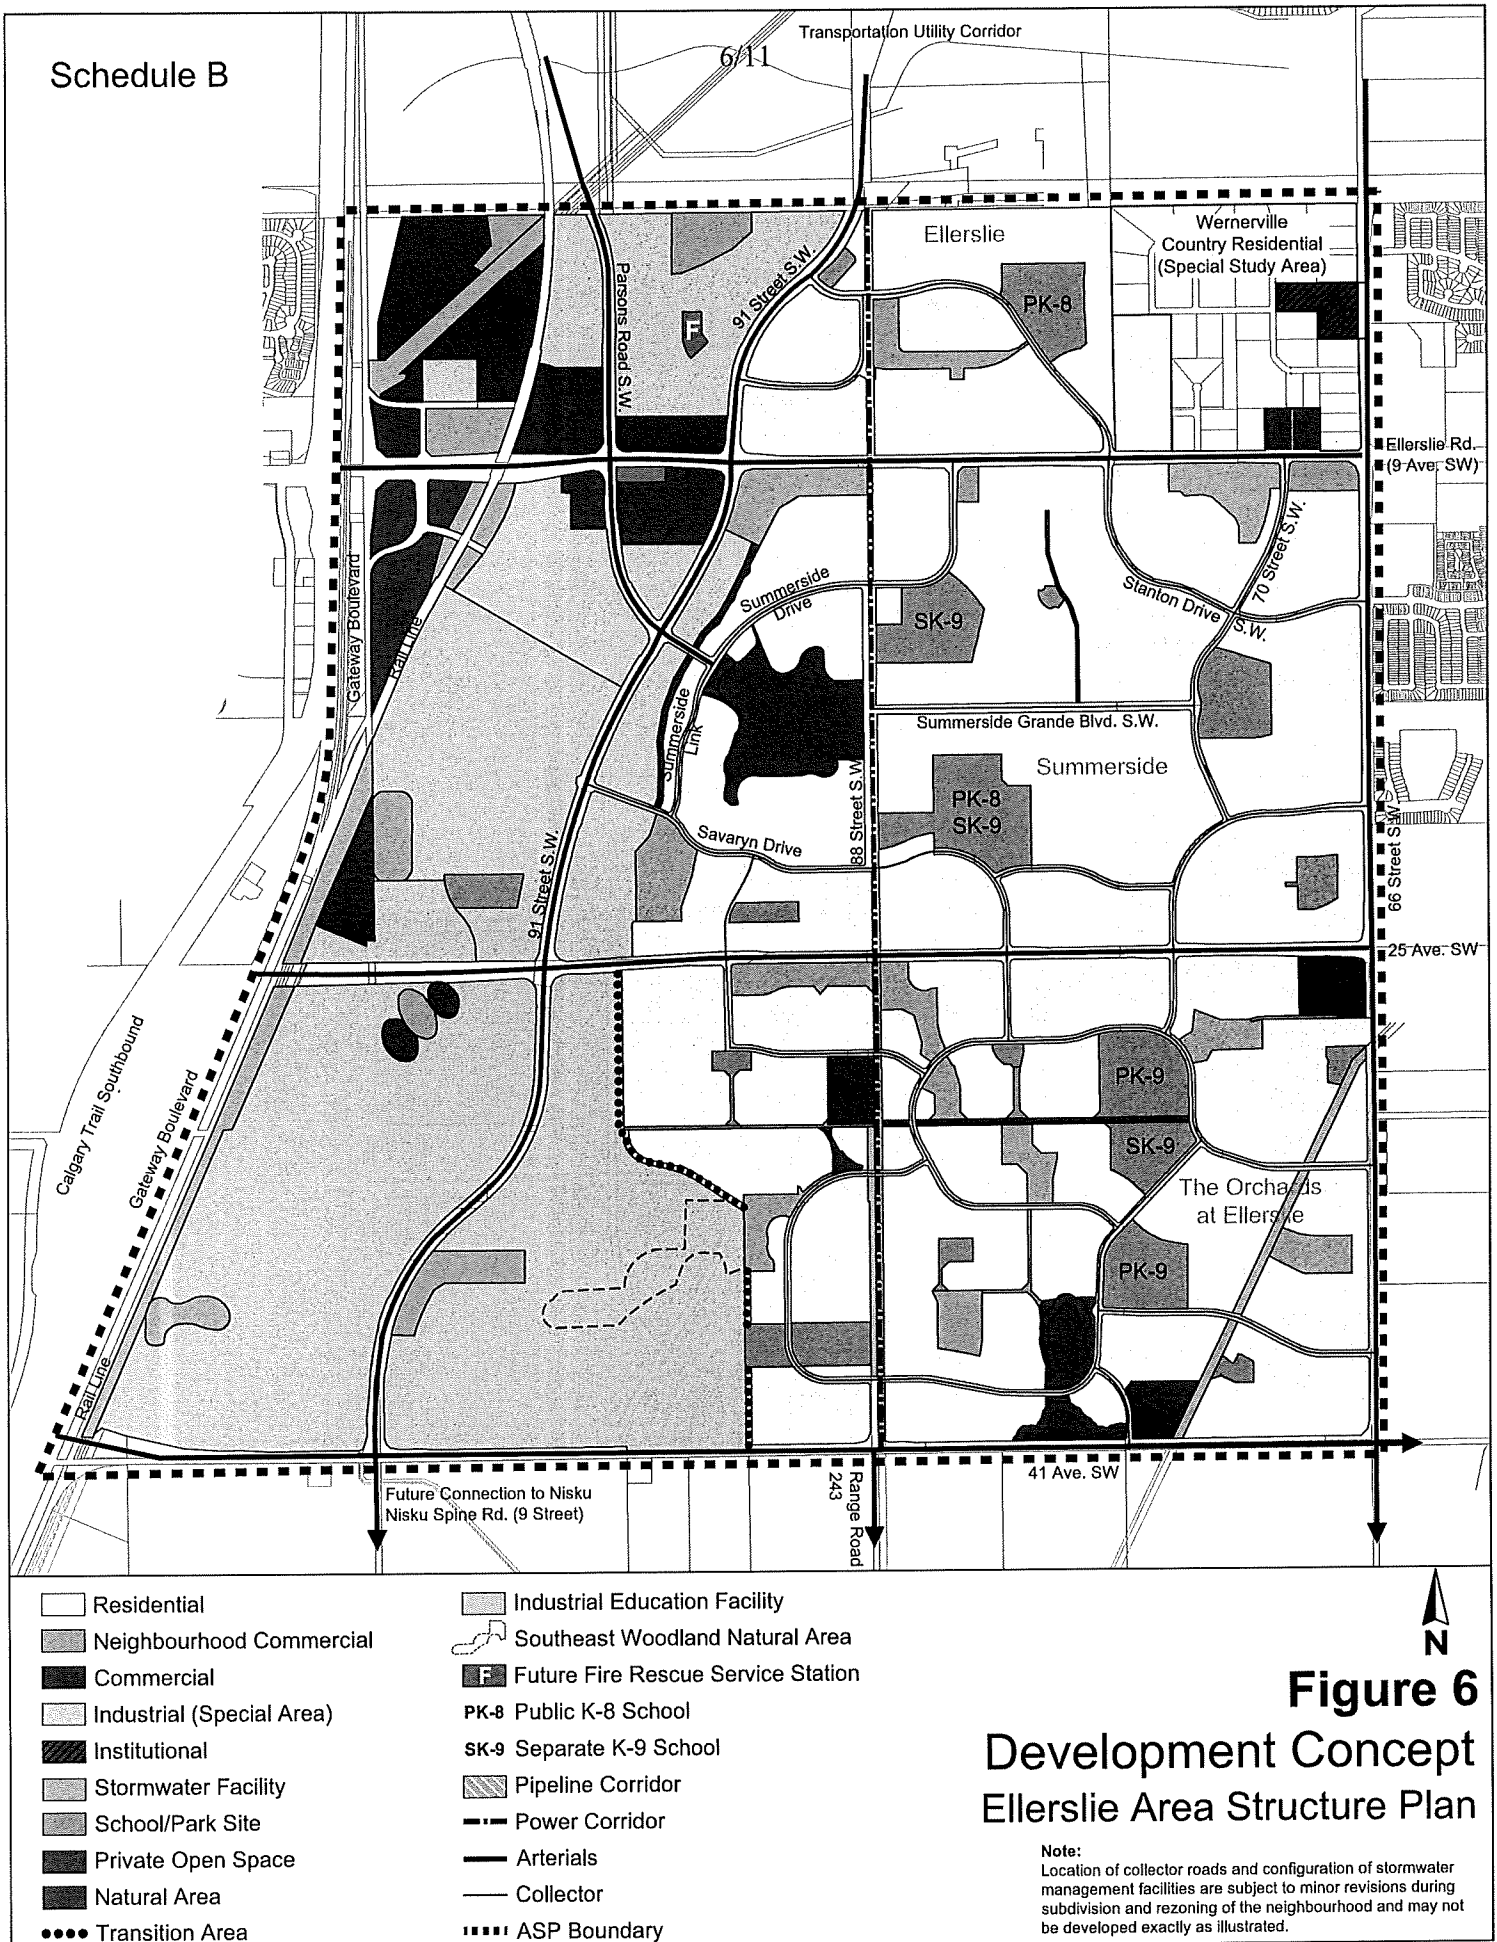 Transportation Utility Corridor
6/11
Schedule B
Wernerville
Country Residential
(Special Study Area)
Ellerslie
PK-8
Parsons Road S.W.
91 Street S.W.
F
Ellerslie Rd.
(9 Ave. SW)
Gateway Boulevard
Rail Line
Summerside
Drive
SK-9
Stanton Drive S.W.
70 Street S.W.
Summerside
Link
Summerside Grande Blvd. S.W.
Summerside
PK-8
SK-9
88 Street S.W.
Savaryn Drive
91 Street S.W.
66 Street S.W.
25 Ave. SW
Calgary Trail Southbound
Gateway Boulevard
PK-9
SK-9
The Orchards
at Ellerslie
PK-9
Rail Line
41 Ave. SW
Future Connection to Nisku
Nisku Spine Rd. (9 Street)
Range Road
243
Residential
Neighbourhood Commercial
Commercial
Industrial (Special Area)
Institutional
Stormwater Facility
School/Park Site
Private Open Space
Natural Area
Transition Area
Industrial Education Facility
Southeast Woodland Natural Area
F Future Fire Rescue Service Station
PK-8 Public K-8 School
SK-9 Separate K-9 School
Pipeline Corridor
Power Corridor
Arterials
Collector
ASP Boundary
N
Figure 6
Development Concept
Ellerslie Area Structure Plan
Note:
Location of collector roads and configuration of stormwater
management facilities are subject to minor revisions during
subdivision and rezoning of the neighbourhood and may not
be developed exactly as illustrated.